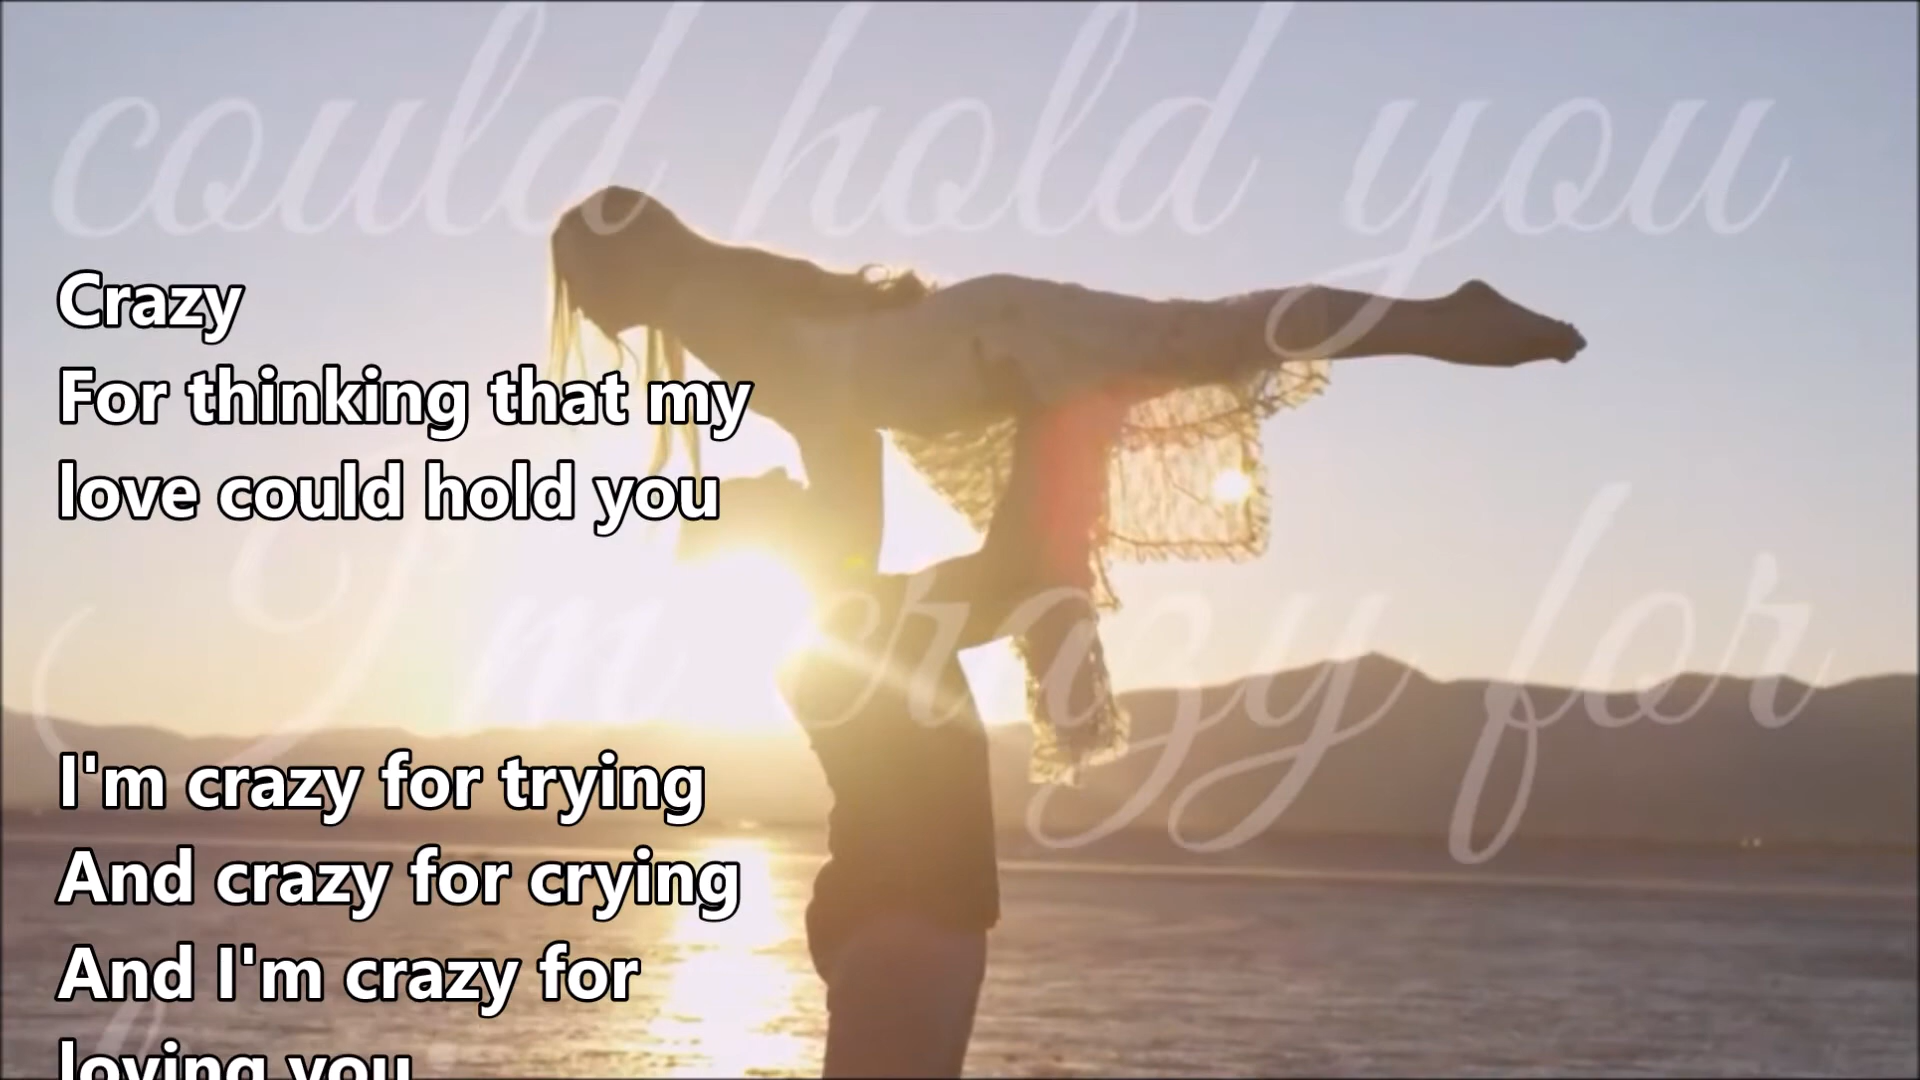 could hold you
Crazy
For thinking that my
love could hold you
I'm crazy for
I'm crazy for trying
And crazy for crying
And I'm crazy for
loving you